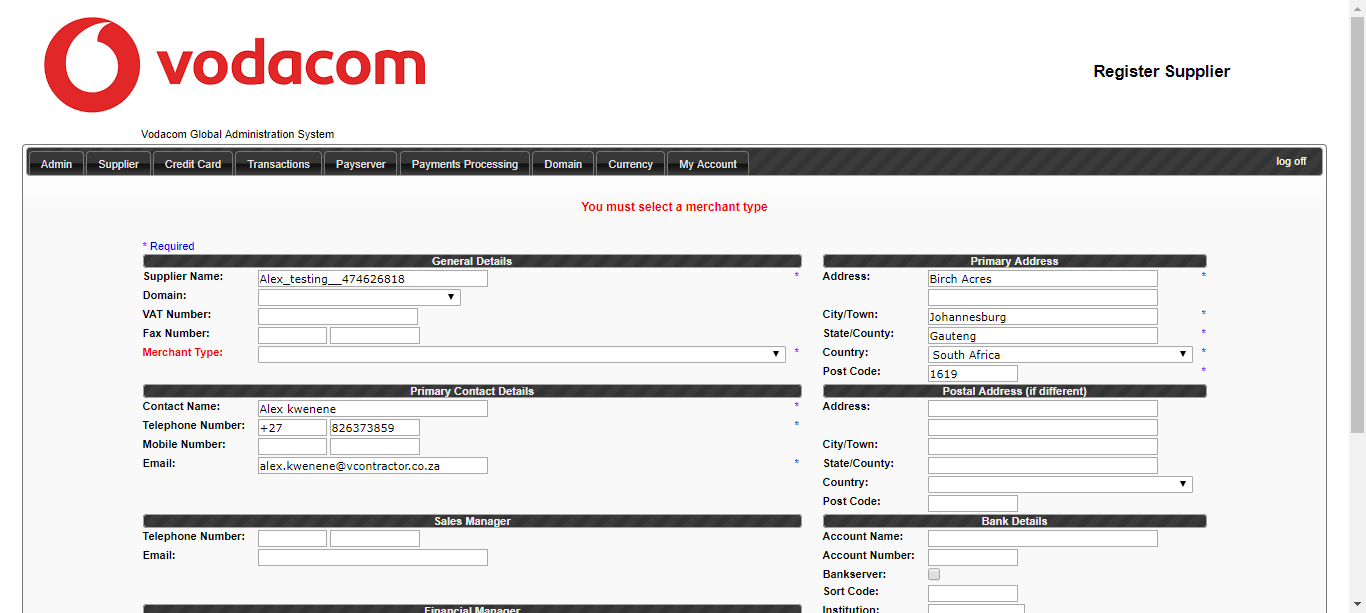 vodacom
Register Supplier
Vodacom Global Administration System
Admin Supplier Credit Card Transactions Payserver Payments Processing Domain Currency My Account log off
You must select a merchant type
* Required
General Details
Supplier Name: Alex_testing__474626818 *
Domain:
VAT Number:
Fax Number:
Merchant Type: *
Primary Address
Address: Birch Acres *
City/Town: Johannesburg *
State/County: Gauteng *
Country: South Africa *
Post Code: 1619 *
Primary Contact Details
Contact Name: Alex kwenene *
Telephone Number: +27 826373859 *
Mobile Number:
Email: alex.kwenene@vcontractor.co.za *
Postal Address (if different)
Address:
City/Town:
State/County:
Country:
Post Code:
Sales Manager
Telephone Number:
Email:
Bank Details
Account Name:
Account Number:
Bankserver:
Sort Code:
Institution:
Financial Manager